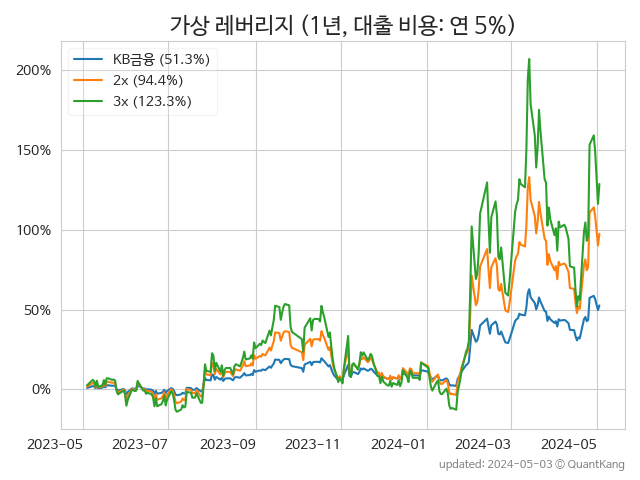 가상 레버리지 (1년, 대출 비용: 연 5%)
KB금융 (51.3%)
2x (94.4%)
3x (123.3%)
200%
150%
100%
50%
0%
2023-05
2023-07
2023-09
2023-11
2024-01
2024-03
2024-05
updated: 2024-05-03 © QuantKang